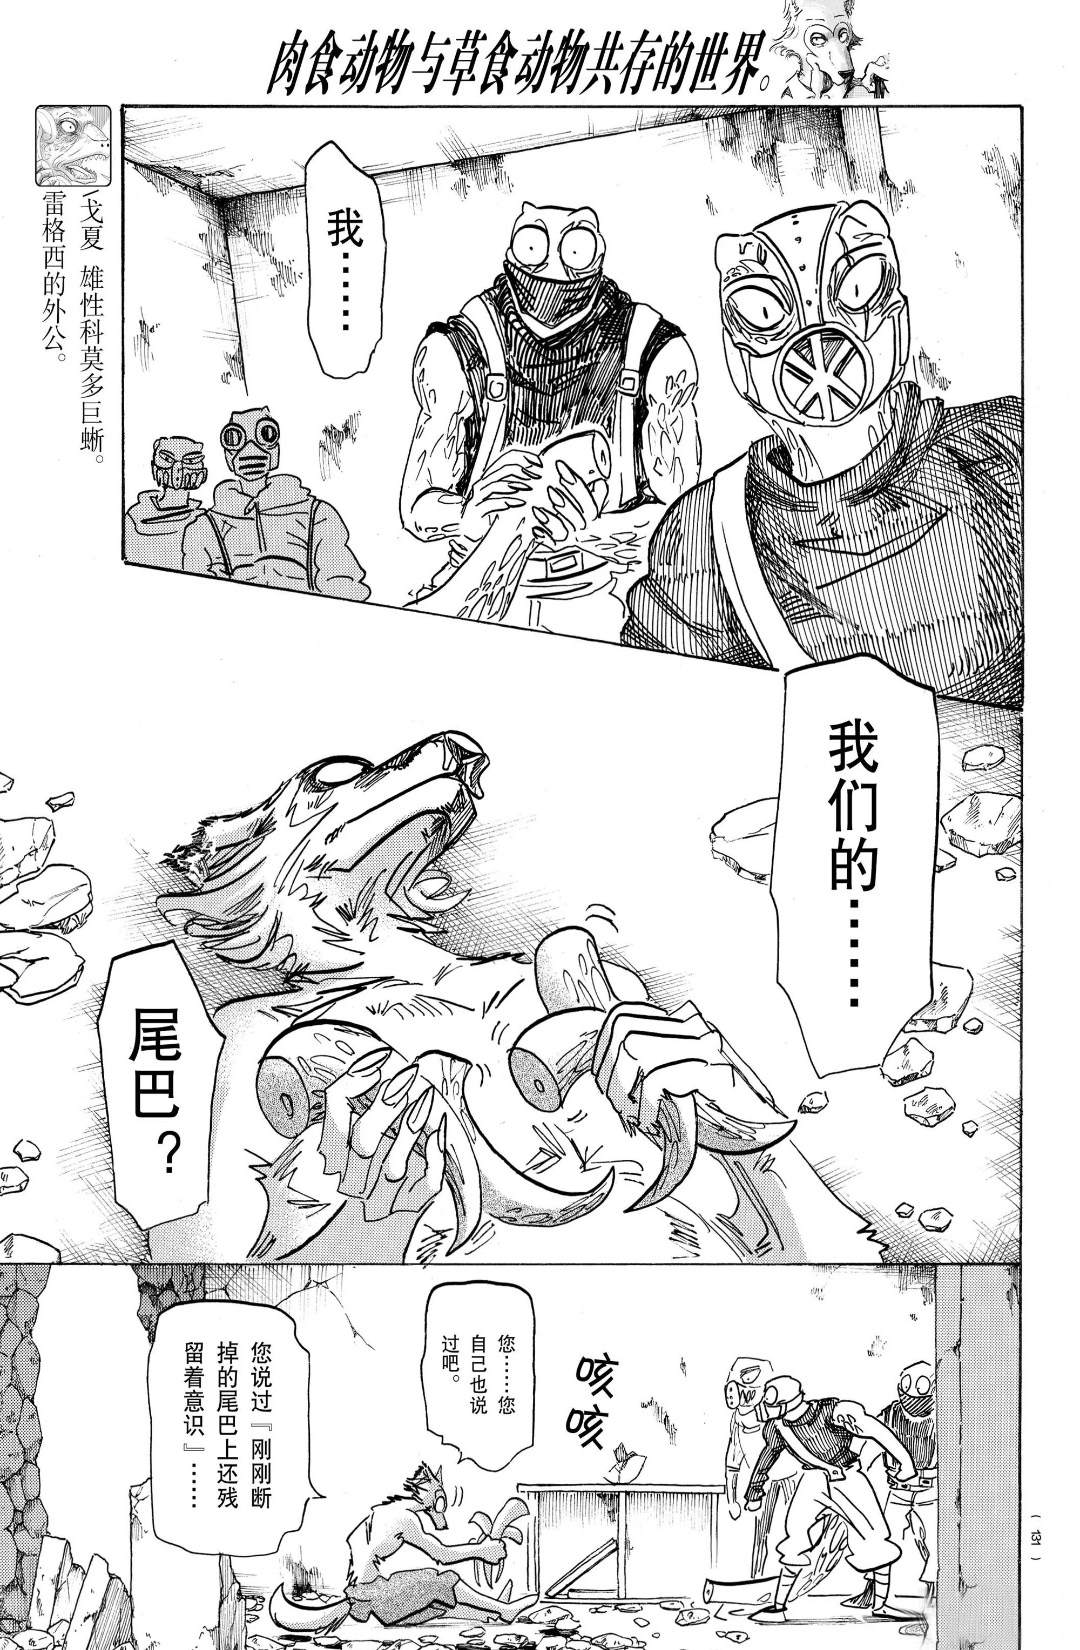 肉食动物与草食动物共存的世界。
\戈夏 雄性科莫多巨蜥。
雷格西的外公。
我……
我们的……
尾巴?
您……您
自己也说
过吧。
咳咳
您说过『刚刚断
掉的尾巴上还残
留着意识』……
( 131 )